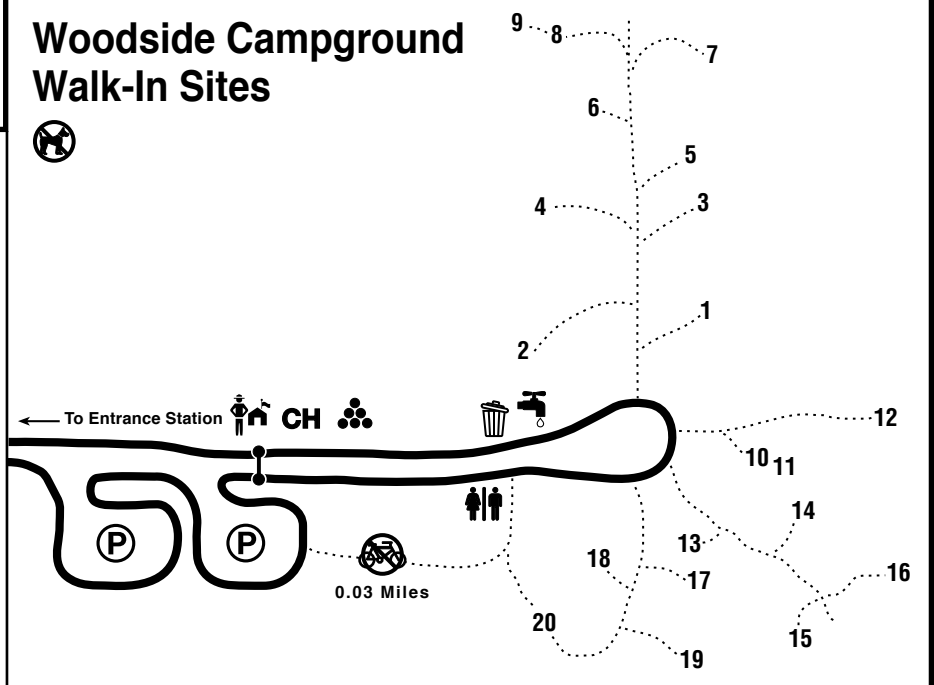 Woodside Campground
Walk-In Sites
9
8
7
6
5
4
3
1
2
To Entrance Station
CH
12
10
11
14
13
18
17
16
20
15
19
P
P
0.03 Miles